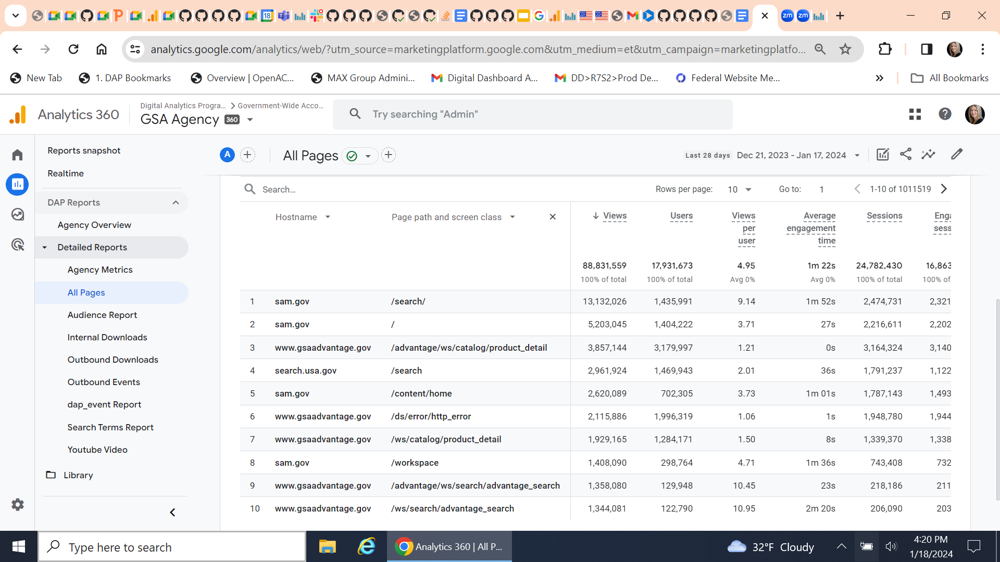 18
zm
zm
analytics.google.com/analytics/web/?utm_source=marketingplatform.google.com&utm_medium=et&utm_campaign=marketingplatfo...
New Tab
1. DAP Bookmarks
Overview | OpenAC...
MAX Group Admini...
Digital Dashboard A...
DD>R7S2>Prod De...
Federal Website Me...
All Bookmarks
Analytics 360
Digital Analytics Progra... > Government-Wide Acco...
GSA Agency 360
Try searching "Admin"
Reports snapshot
Realtime
DAP Reports
Agency Overview
Detailed Reports
Agency Metrics
All Pages
Audience Report
Internal Downloads
Outbound Downloads
Outbound Events
dap_event Report
Search Terms Report
Youtube Video
Library
A
All Pages
Last 28 days Dec 21, 2023 - Jan 17, 2024
Search...
Rows per page: 10 Go to: 1 1-10 of 1011519
Hostname Page path and screen class Views Users Views per user Average engagement time Sessions Enga sess
88,831,559 17,931,673 4.95 1m 22s 24,782,430 16,863
100% of total 100% of total Avg 0% Avg 0% 100% of total 100% of
1 sam.gov /search/ 13,132,026 1,435,991 9.14 1m 52s 2,474,731 2,321
2 sam.gov / 5,203,045 1,404,222 3.71 27s 2,216,611 2,202
3 www.gsaadvantage.gov /advantage/ws/catalog/product_detail 3,857,144 3,179,997 1.21 0s 3,164,324 3,140
4 search.usa.gov /search 2,961,924 1,469,943 2.01 36s 1,791,237 1,122
5 sam.gov /content/home 2,620,089 702,305 3.73 1m 01s 1,787,143 1,493
6 www.gsaadvantage.gov /ds/error/http_error 2,115,886 1,996,319 1.06 1s 1,948,780 1,944
7 www.gsaadvantage.gov /ws/catalog/product_detail 1,929,165 1,284,171 1.50 8s 1,339,370 1,338
8 sam.gov /workspace 1,408,090 298,764 4.71 1m 36s 743,408 732
9 www.gsaadvantage.gov /advantage/ws/search/advantage_search 1,358,080 129,948 10.45 23s 218,186 211
10 www.gsaadvantage.gov /ws/search/advantage_search 1,344,081 122,790 10.95 2m 20s 206,090 203
Type here to search
Analytics 360 | All P...
32°F Cloudy
4:20 PM
1/18/2024